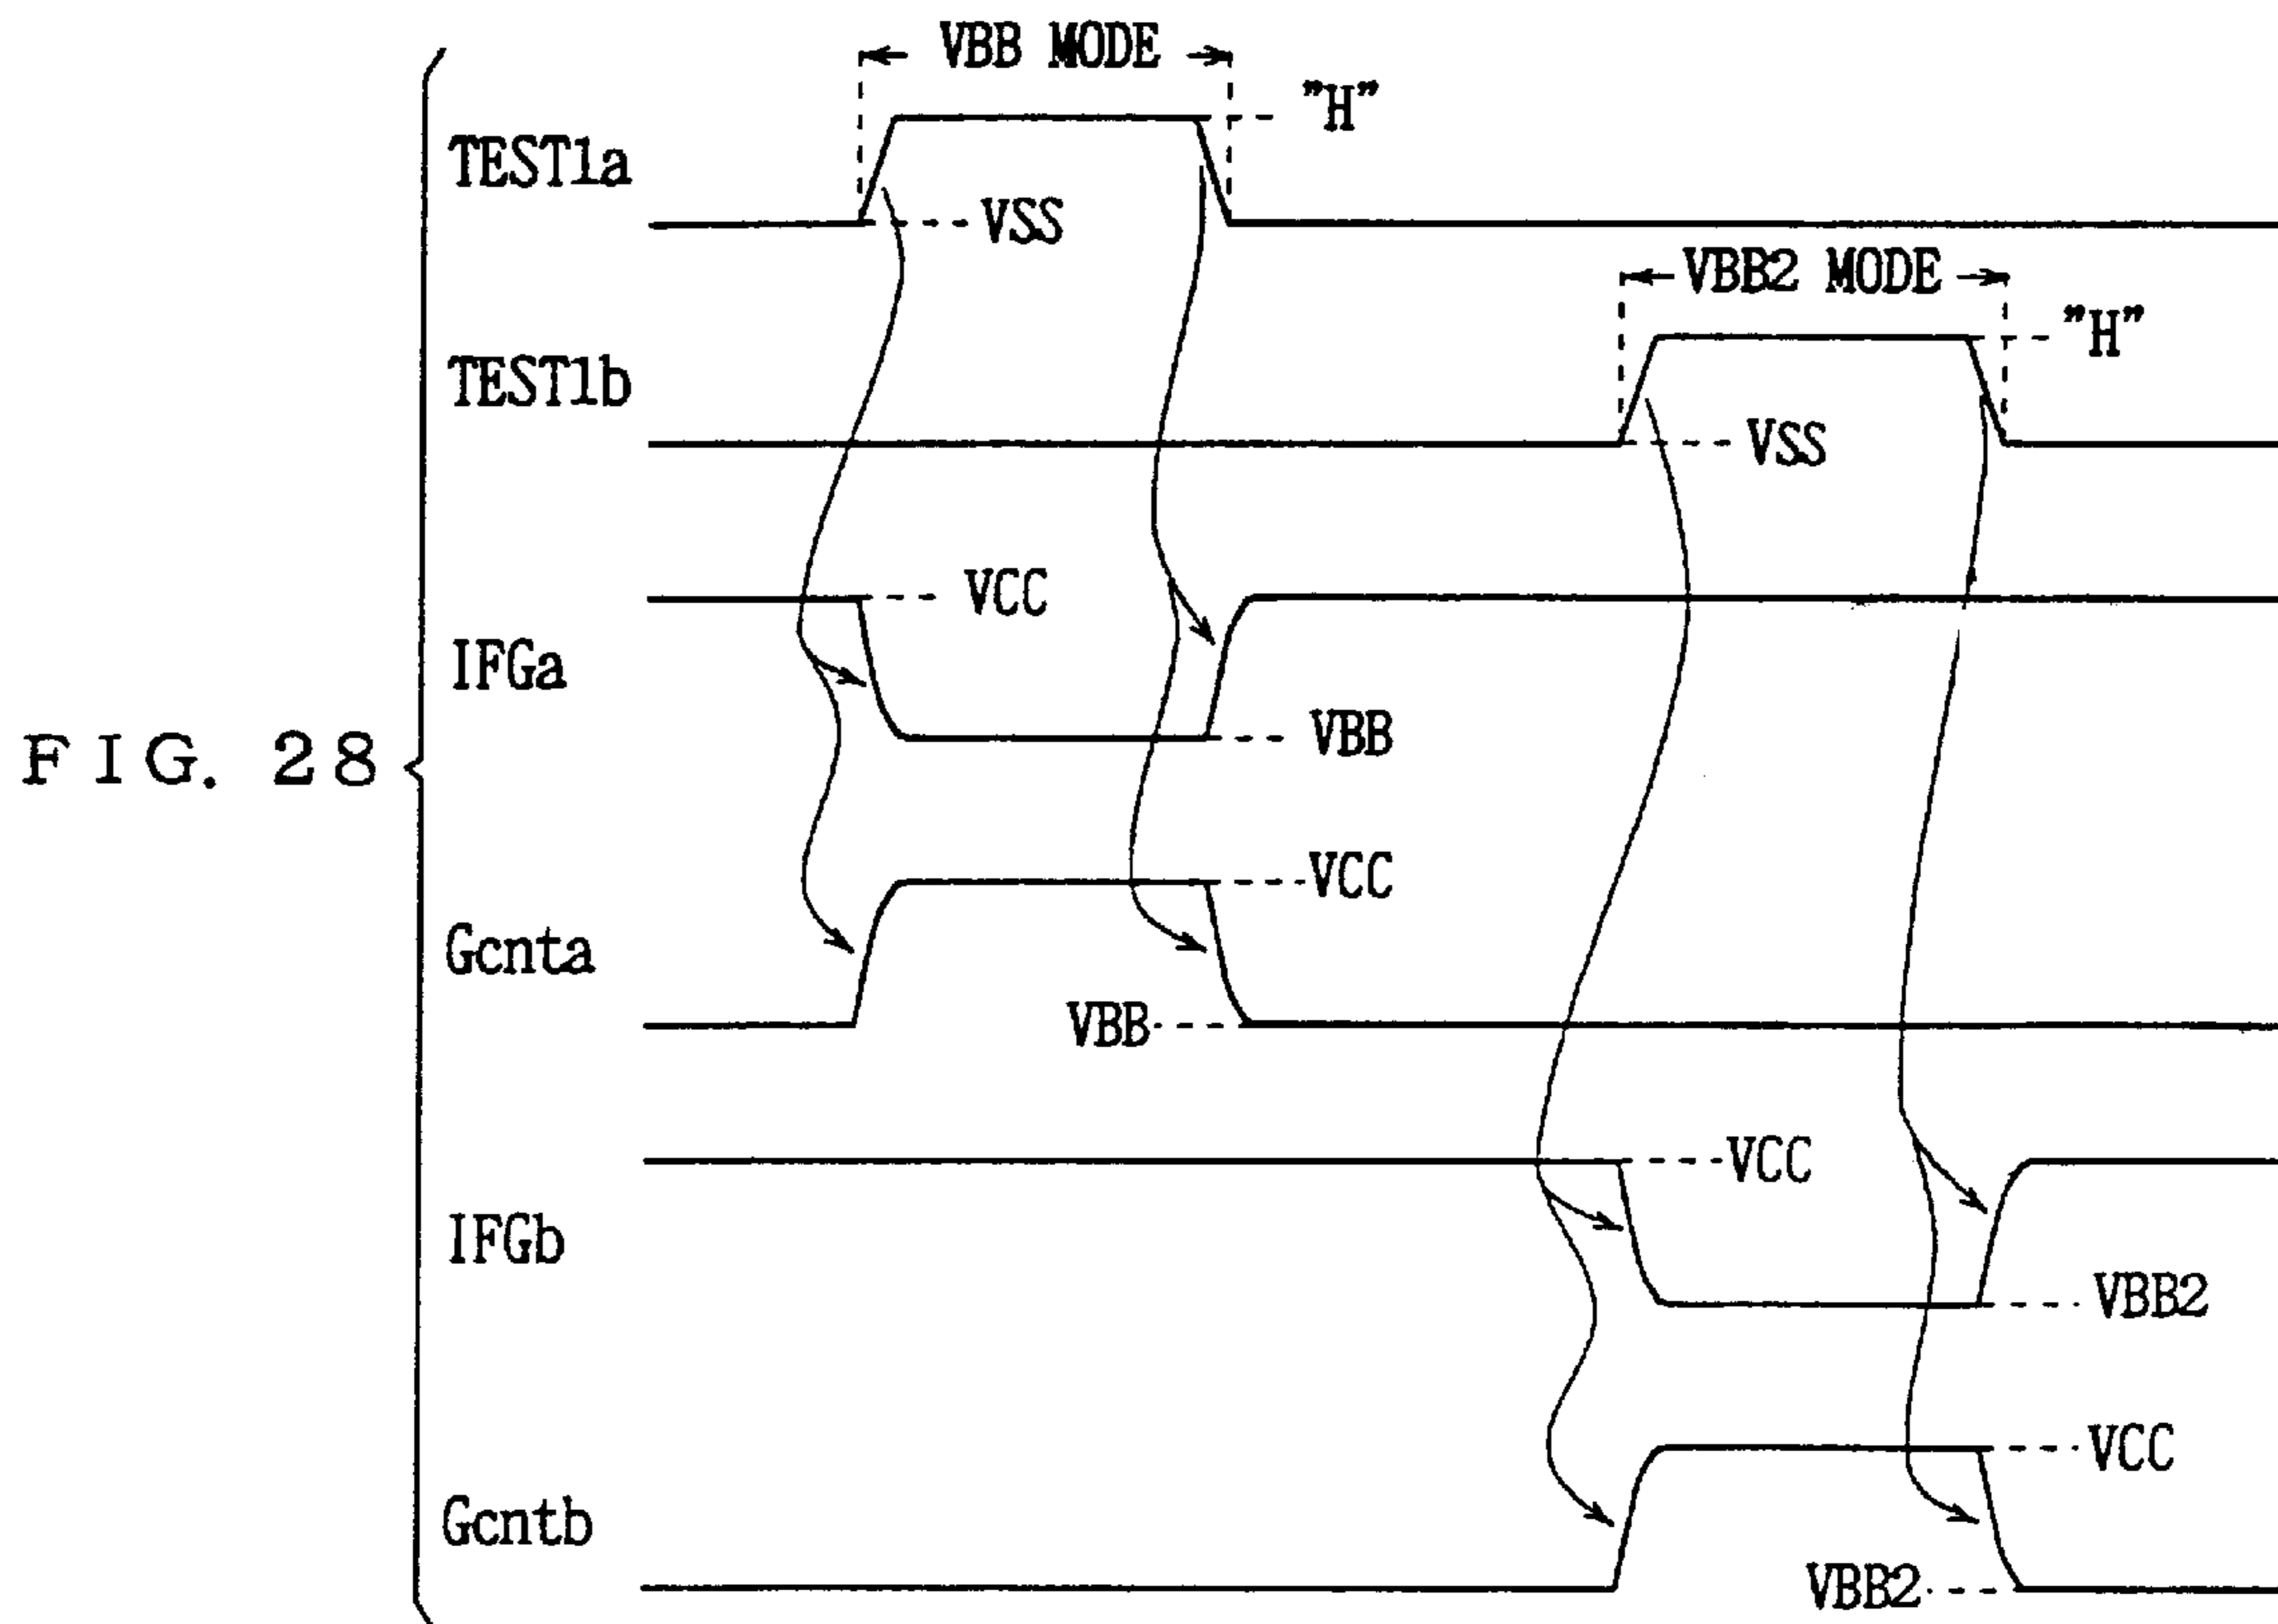 VBB MODE
"H"
TEST1a
VSS
VBB2 MODE
"H"
TEST1b
VSS
VCC
IFGa
VBB
FIG. 28
VCC
Gcnta
VBB
VCC
IFGb
VBB2
VCC
Gcntb
VBB2